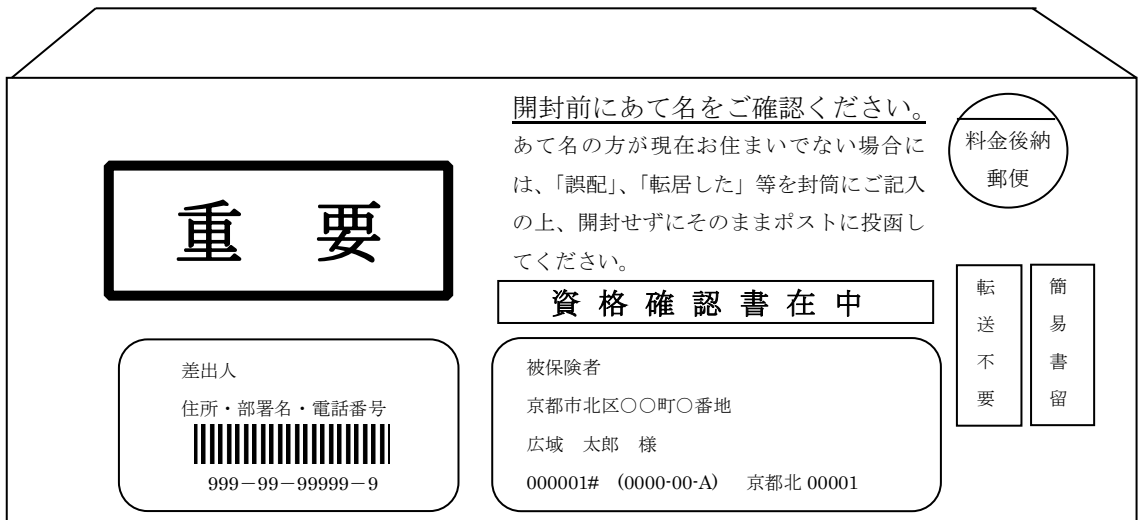 開封前にあて名をご確認ください。
あて名の方が現在お住まいでない場合に
は、「誤配」、「転居した」等を封筒にご記入
の上、開封せずにそのままポストに投函し
てください。
料金後納
郵便
重 要
資格確認書在中
転送不要
簡易書留
差出人
住所・部署名・電話番号
999－99－99999－9
被保険者
京都市北区〇〇町〇番地
広域 太郎 様
000001# (0000-00-A) 京都北 00001